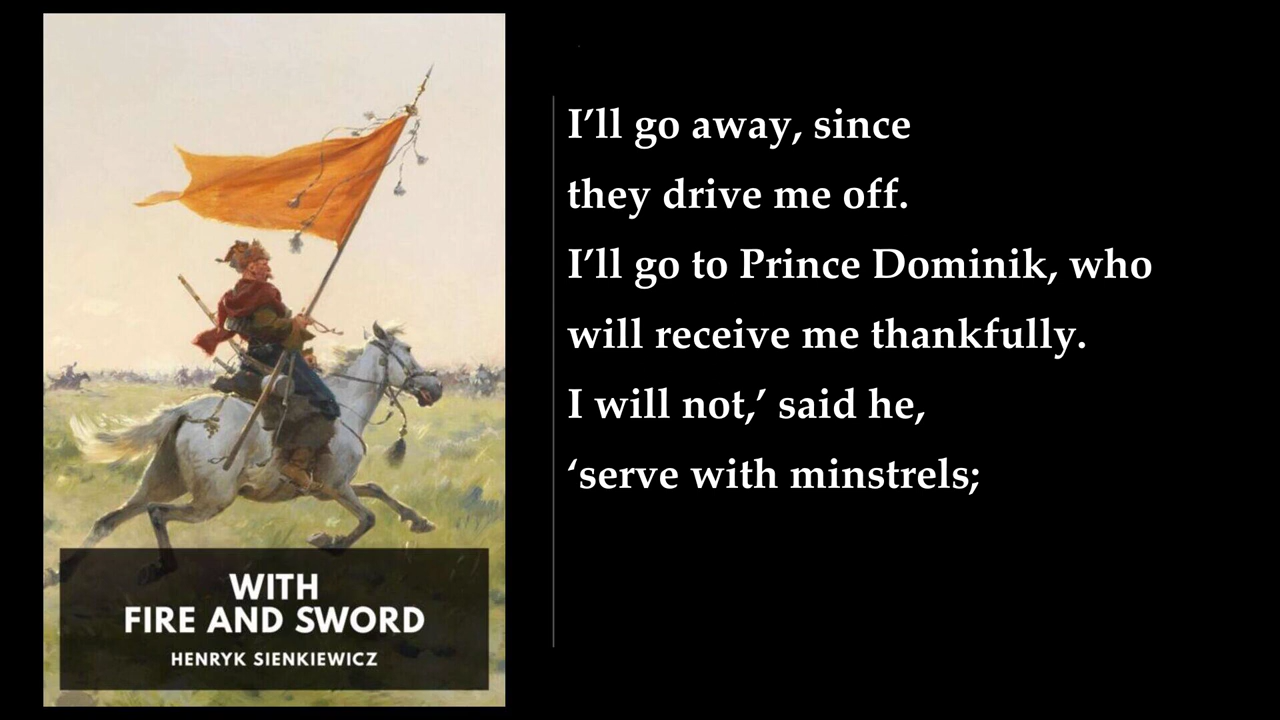 I’ll go away, since
they drive me off.
I’ll go to Prince Dominik, who
will receive me thankfully.
I will not,’ said he,
‘serve with minstrels;
WITH
FIRE AND SWORD
HENRYK SIENKIEWICZ